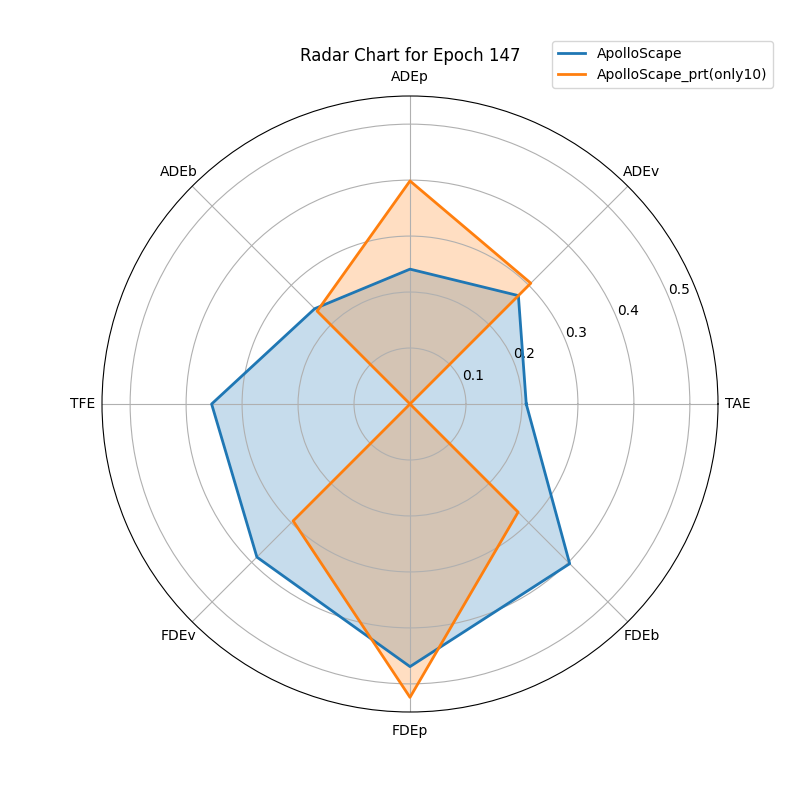 Radar Chart for Epoch 147
ApolloScape
ApolloScape_prt(only10)
ADEp
ADEb
ADEv
0.5
0.4
0.3
0.2
0.1
TFE
TAE
FDEv
FDEb
FDEp